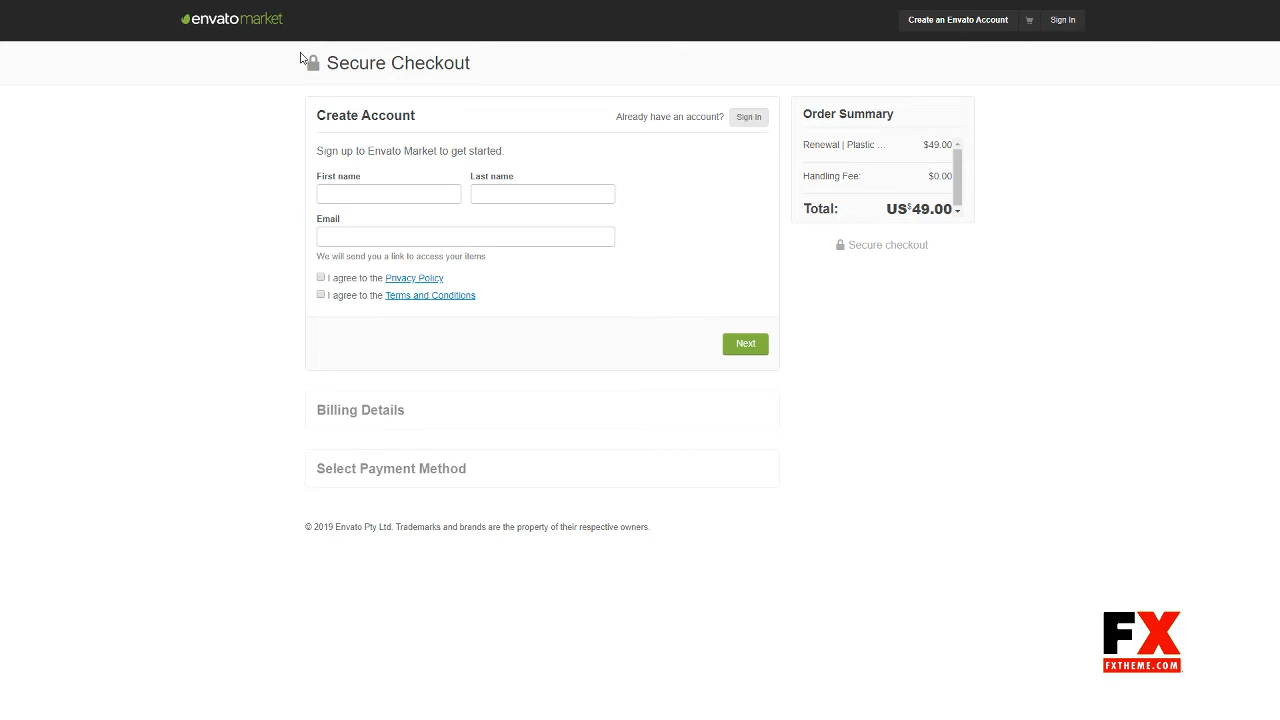 envatomarket
Create an Envato Account
Sign In
Secure Checkout
Create Account
Already have an account?
Sign In
Sign up to Envato Market to get started.
First name
Last name
Email
We will send you a link to access your items.
I agree to the Privacy Policy
I agree to the Terms and Conditions
Next
Billing Details
Select Payment Method
© 2019 Envato Pty Ltd. Trademarks and brands are the property of their respective owners.
Order Summary
Renewal | Plastic ... $49.00
Handling Fee: $0.00
Total: US$49.00
Secure checkout
FX
FXTHEME.COM